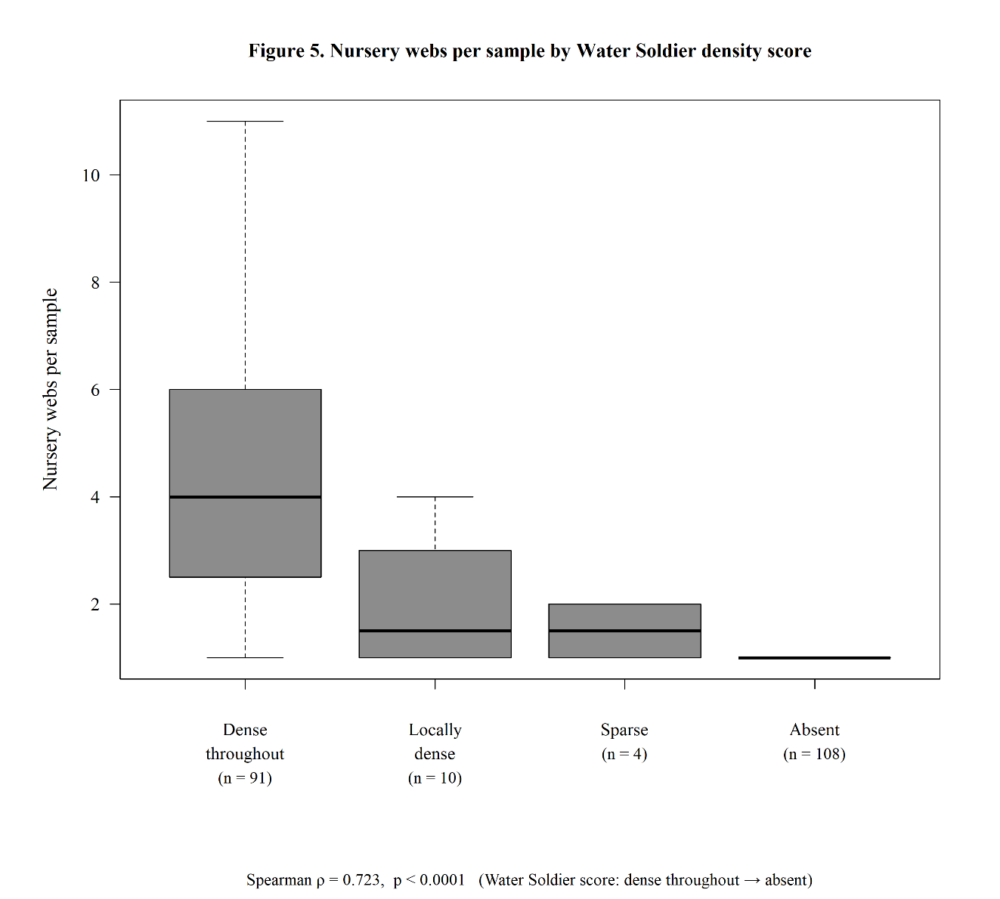 Figure 5. Nursery webs per sample by Water Soldier density score
Nursery webs per sample
10
8
6
4
2
Dense
throughout
(n = 91)
Locally
dense
(n = 10)
Sparse
(n = 4)
Absent
(n = 108)
Spearman ρ = 0.723, p < 0.0001 (Water Soldier score: dense throughout → absent)